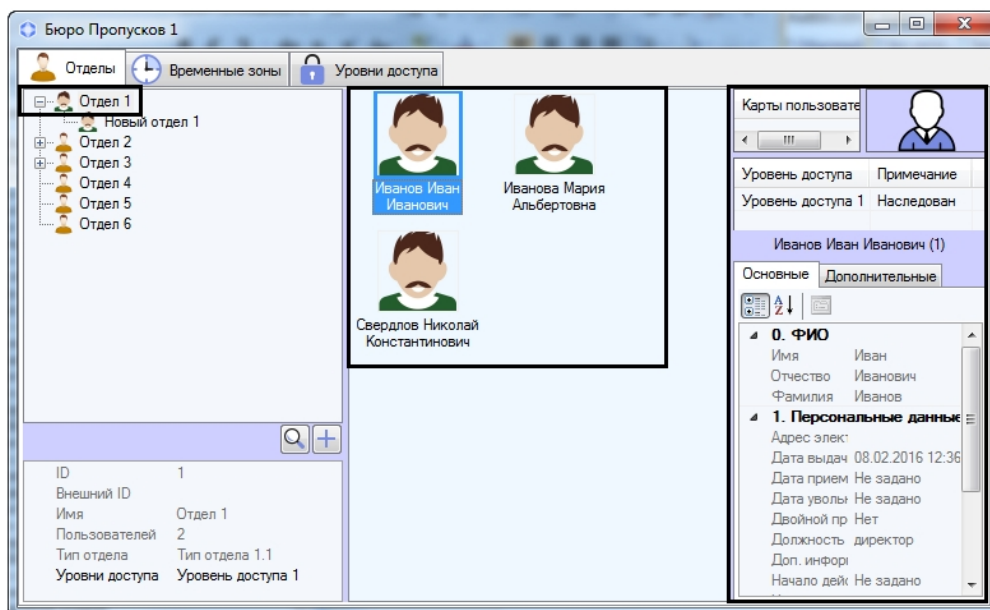 Бюро Пропусков 1
Отделы Временные зоны Уровни доступа
Отдел 1
Новый отдел 1
Отдел 2
Отдел 3
Отдел 4
Отдел 5
Отдел 6
ID 1
Внешний ID
Имя Отдел 1
Пользователей 2
Тип отдела Тип отдела 1.1
Уровни доступа Уровень доступа 1
Иванов Иван
Иванович
Иванова Мария
Альбертовна
Свердлов Николай
Константинович
Карты пользовате
Уровень доступа Примечание
Уровень доступа 1 Наследован
Иванов Иван Иванович (1)
Основные Дополнительные
0. ФИО
Имя Иван
Отчество Иванович
Фамилия Иванов
1. Персональные данные
Адрес элект
Дата выдач 08.02.2016 12:36
Дата прием Не задано
Дата увольн Не задано
Двойной пр Нет
Должность директор
Доп. информ
Начало дейс Не задано